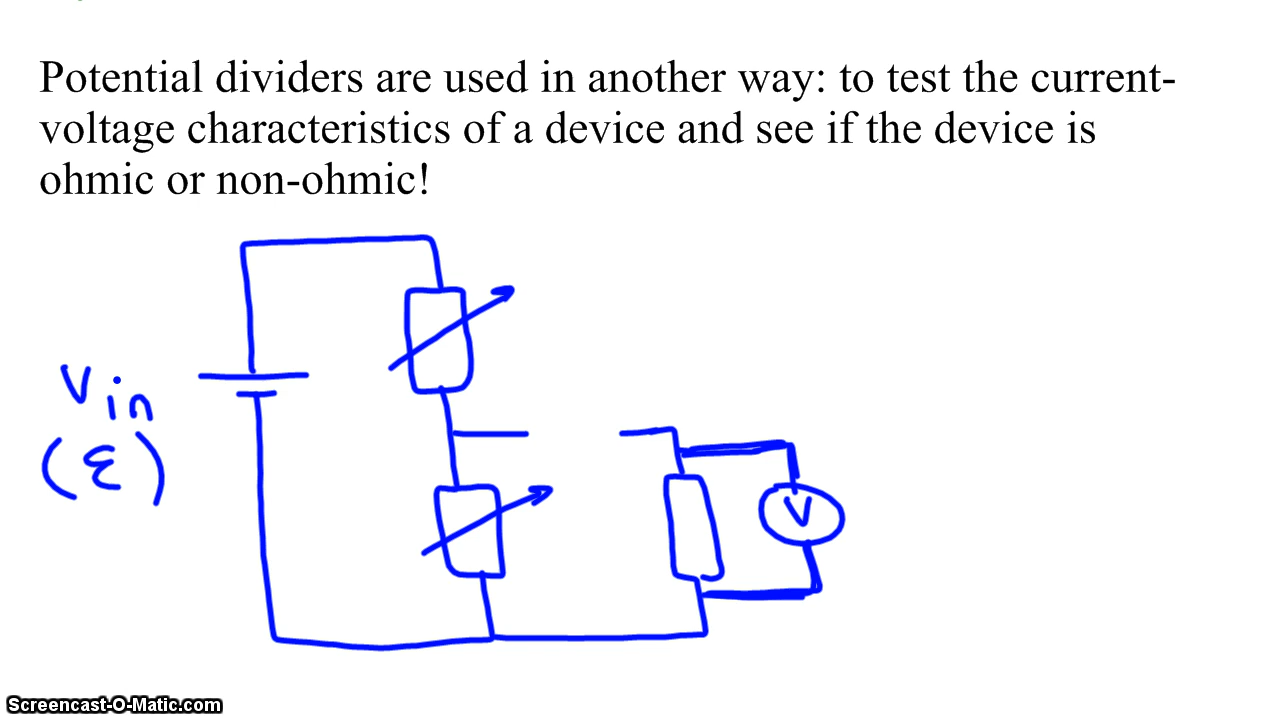 Potential dividers are used in another way: to test the current-
voltage characteristics of a device and see if the device is
ohmic or non-ohmic!
Vin
(ε)
V
Screencast-O-Matic.com